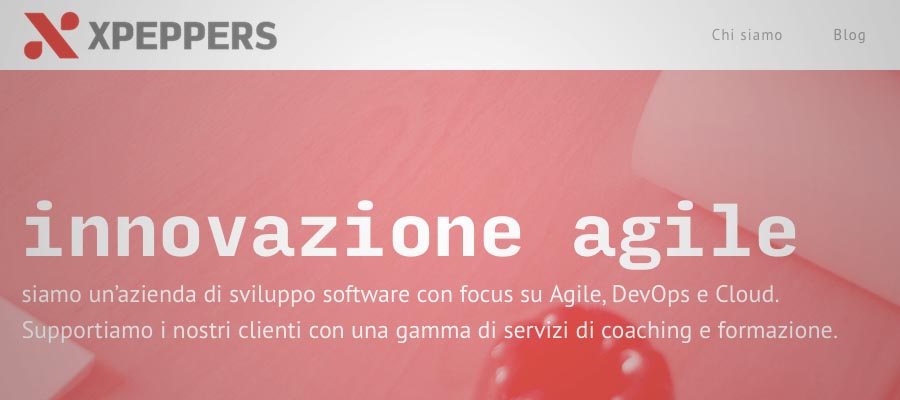 XPEPPERS
Chi siamo
Blog
innovazione agile
siamo un'azienda di sviluppo software con focus su Agile, DevOps e Cloud.
Supportiamo i nostri clienti con una gamma di servizi di coaching e formazione.